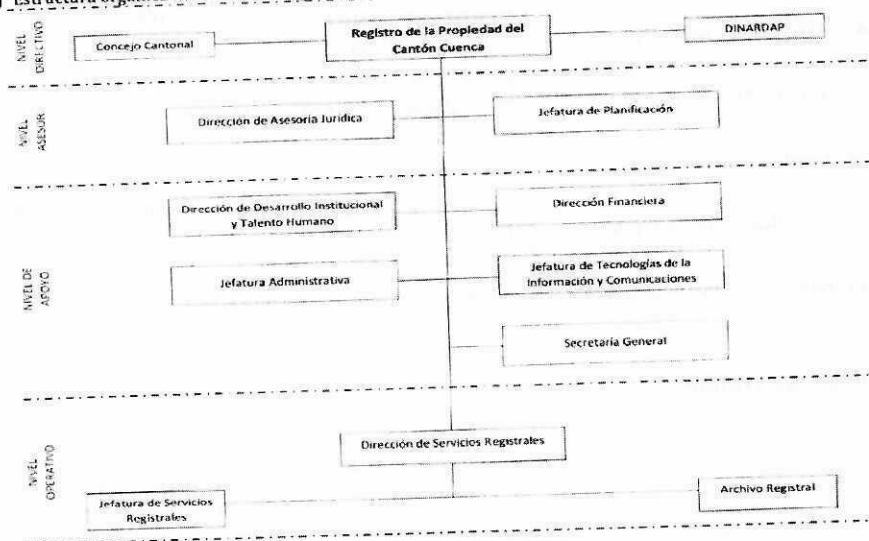 Estructura
NIVEL
DIRECTIVO
Concejo Cantonal
Registro de la Propiedad del
Cantón Cuenca
DINARDAP
NIVEL
ASESOR
Dirección de Asesoría Jurídica
Jefatura de Planificación
NIVEL DE
APOYO
Dirección de Desarrollo Institucional
y Talento Humano
Dirección Financiera
Jefatura Administrativa
Jefatura de Tecnologías de la
Información y Comunicaciones
Secretaría General
NIVEL
OPERATIVO
Dirección de Servicios Registrales
Jefatura de Servicios
Registrales
Archivo Registral